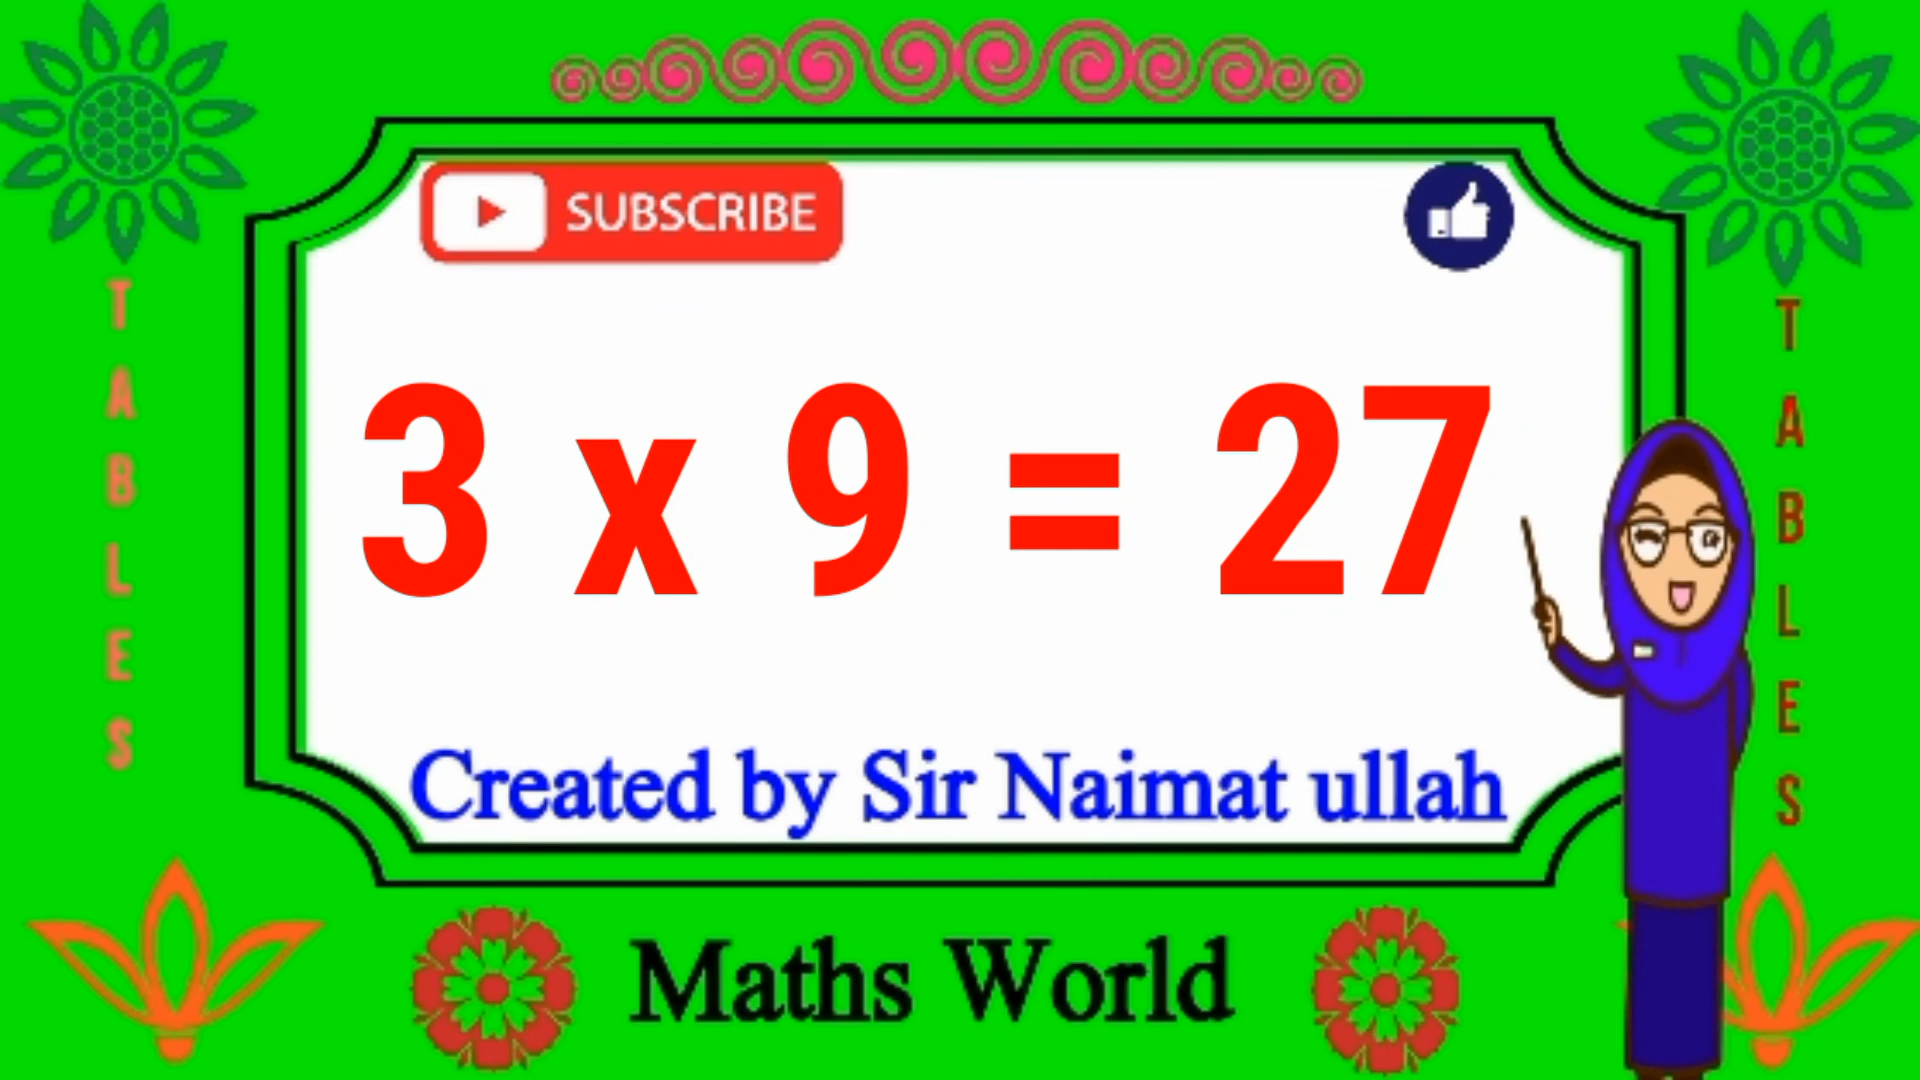 SUBSCRIBE
TABLES
TABLES
3 x 9 = 27
Created by Sir Naimat ullah
Maths World